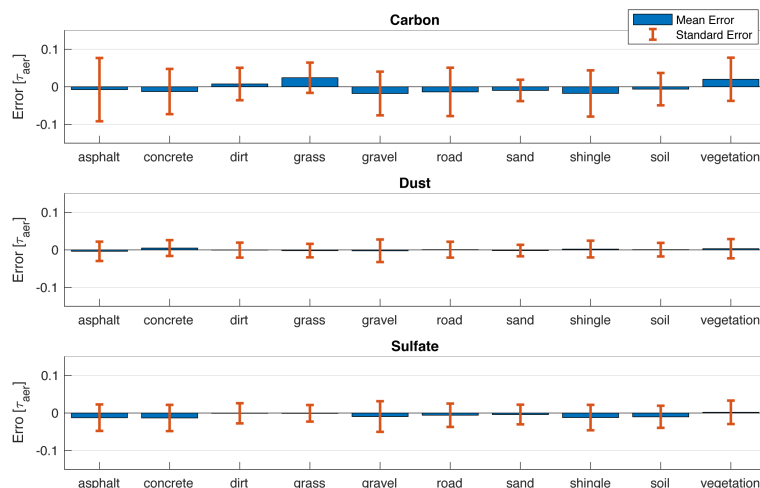 Carbon
Mean Error
Standard Error
Error [τaer]
0.1
0
-0.1
asphalt concrete dirt grass gravel road sand shingle soil vegetation
Dust
Error [τaer]
0.1
0
-0.1
asphalt concrete dirt grass gravel road sand shingle soil vegetation
Sulfate
Erro [τaer]
0.1
0
-0.1
asphalt concrete dirt grass gravel road sand shingle soil vegetation